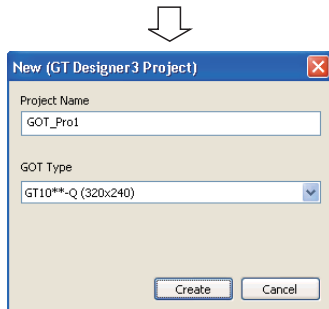 New (GT Designer3 Project)
Project Name
GOT_Pro1
GOT Type
GT10**-Q (320x240)
Create Cancel